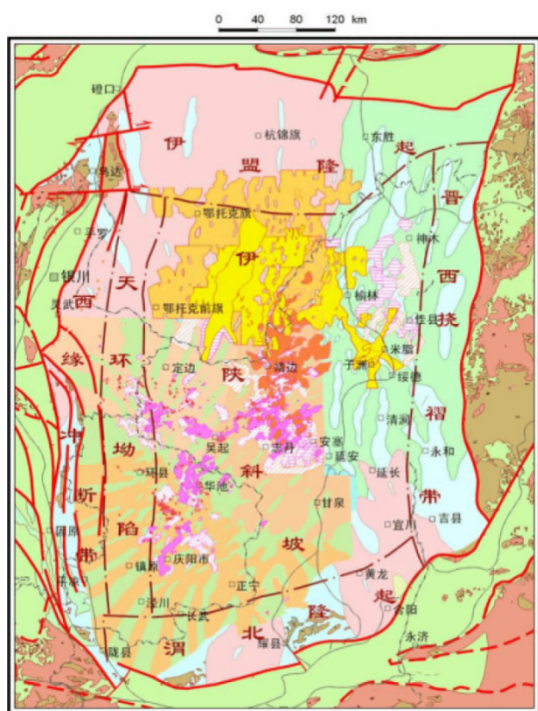 0 40 80 120 km
磴口
伊盟隆起
杭锦旗
东胜
乌达
鄂托克旗
晋西挠褶带
平罗
神木
银川
天环坳陷
伊陕斜坡
西缘冲断带
灵武
鄂托克前旗
榆林
佳县
米脂
定边
靖边
子洲
绥德
清涧
吴起
志丹
安塞
延安
永和
环县
华池
延长
甘泉
宜川
吉县
固原
庆阳市
镇原
正宁
黄龙
泾川
长武
渭北隆起
合阳
陇县
耀县
永济